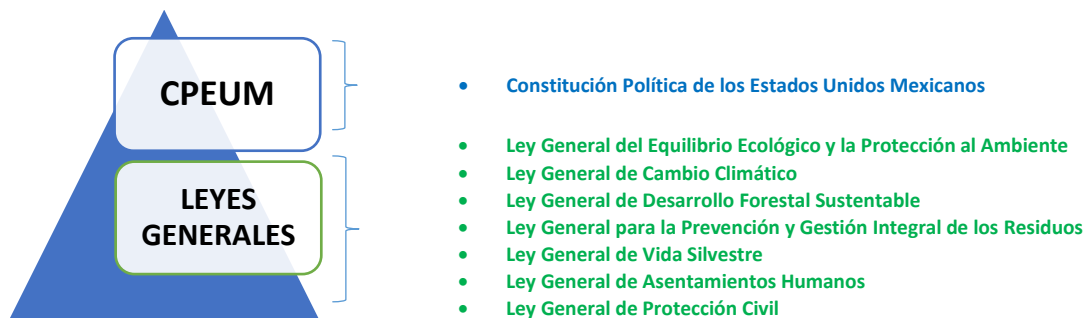 CPEUM
• Constitución Política de los Estados Unidos Mexicanos
LEYES
GENERALES
• Ley General del Equilibrio Ecológico y la Protección al Ambiente
• Ley General de Cambio Climático
• Ley General de Desarrollo Forestal Sustentable
• Ley General para la Prevención y Gestión Integral de los Residuos
• Ley General de Vida Silvestre
• Ley General de Asentamientos Humanos
• Ley General de Protección Civil